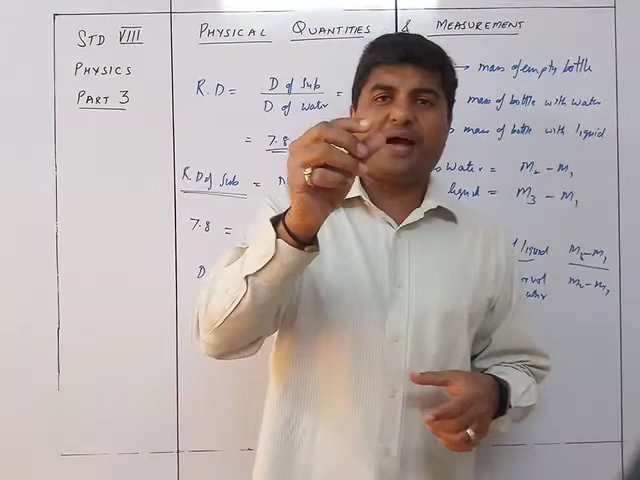 STD VIII
PHYSICS
PART 3
PHYSICAL QUANTITIES & MEASUREMENT
R.D = D of Sub / D of water =
= 7.8
R.D of Sub =
7.8 =
D
→ mass of empty bottle
mass of bottle with water
mass of bottle with liquid
Water = M₂ - M₁
liquid = M₃ - M₁
liquid M₃ - M₁
water M₂ - M₁